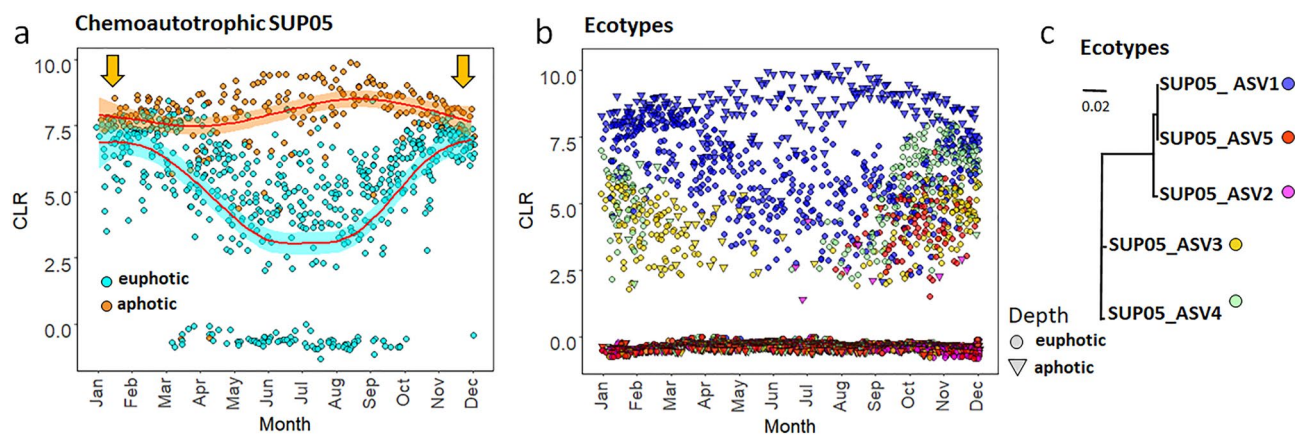 a
Chemoautotrophic SUP05
CLR
10.0
7.5
5.0
2.5
0.0
euphotic
aphotic
Jan Feb Mar Apr May Jun Jul Aug Sep Oct Nov Dec
Month
b
Ecotypes
CLR
10.0
7.5
5.0
2.5
0.0
Jan Feb Mar Apr May Jun Jul Aug Sep Oct Nov Dec
Month
c
Ecotypes
0.02
SUP05_ ASV1
SUP05_ASV5
SUP05_ASV2
SUP05_ASV3
SUP05_ASV4
Depth
euphotic
aphotic